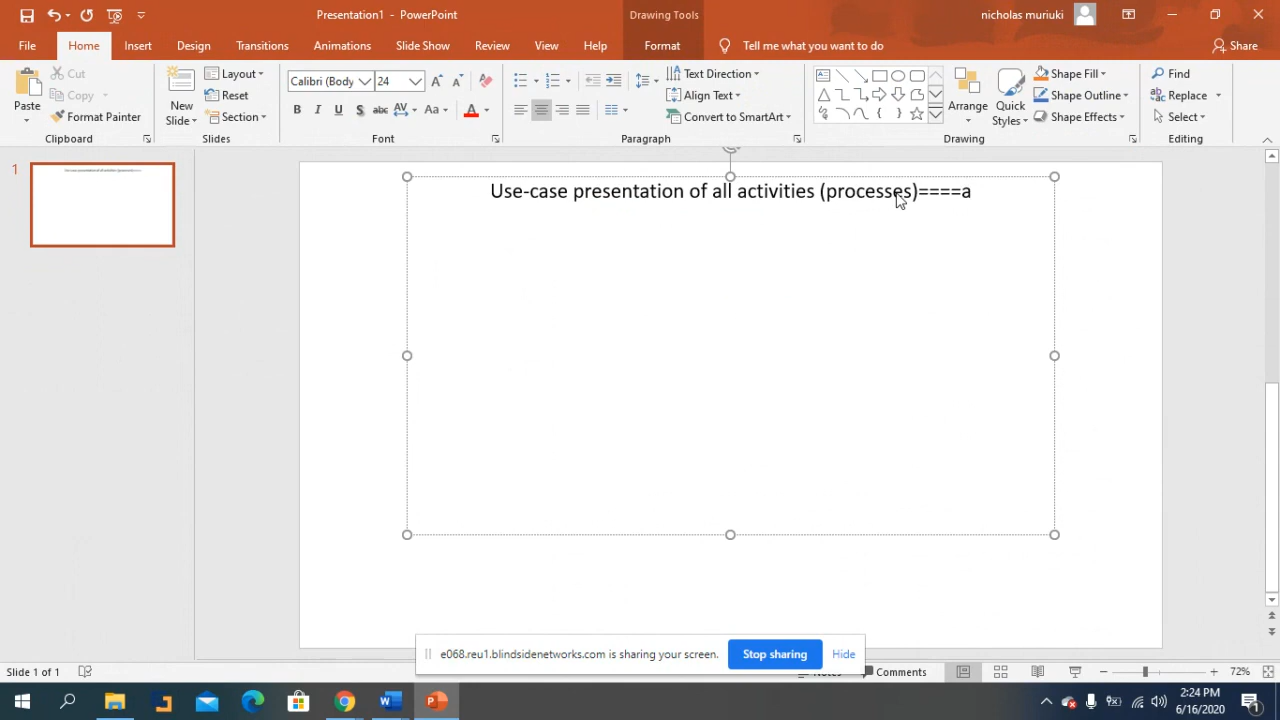 Presentation1 - PowerPoint
Drawing Tools
nicholas muriuki
File Home Insert Design Transitions Animations Slide Show Review View Help Format Tell me what you want to do Share
Paste
Cut
Copy
Format Painter
Clipboard
New Slide
Layout
Reset
Section
Slides
Calibri (Body 24
B I U S abc AV Aa A
Font
Text Direction
Align Text
Convert to SmartArt
Paragraph
Arrange
Quick Styles
Shape Fill
Shape Outline
Shape Effects
Drawing
Find
Replace
Select
Editing
1
Use-case presentation of all activities (processes)====a
e068.reu1.blindsidenetworks.com is sharing your screen. Stop sharing Hide
Slide 1 of 1
Comments
72%
2:24 PM
6/16/2020
1